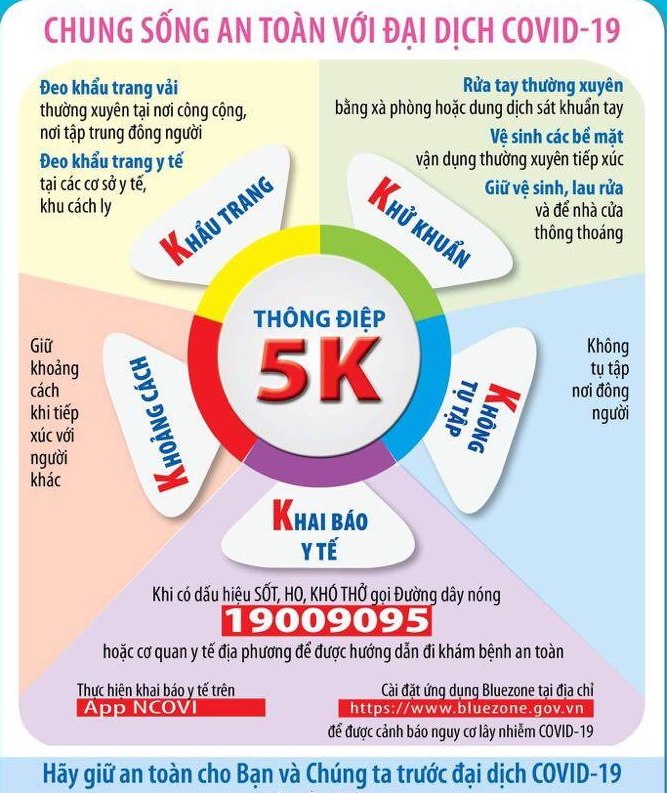 CHUNG SỐNG AN TOÀN VỚI ĐẠI DỊCH COVID-19
Đeo khẩu trang vải
thường xuyên tại nơi công cộng,
nơi tập trung đông người
Đeo khẩu trang y tế
tại các cơ sở y tế,
khu cách ly
Rửa tay thường xuyên
bằng xà phòng hoặc dung dịch sát khuẩn tay
Vệ sinh các bề mặt
vận dụng thường xuyên tiếp xúc
Giữ vệ sinh, lau rửa
và để nhà cửa
thông thoáng
KHẨU TRANG
KHỬ KHUẨN
THÔNG ĐIỆP
5K
Giữ
khoảng
cách
khi tiếp
xúc với
người
khác
KHOẢNG CÁCH
KHÔNG
TỤ TẬP
Không
tụ tập
nơi đông
người
KHAI BÁO
Y TẾ
Khi có dấu hiệu SỐT, HO, KHÓ THỞ gọi Đường dây nóng
19009095
hoặc cơ quan y tế địa phương để được hướng dẫn đi khám bệnh an toàn
Thực hiện khai báo y tế trên
App NCOVI
Cài đặt ứng dụng Bluezone tại địa chỉ
https://www.bluezone.gov.vn
để được cảnh báo nguy cơ lây nhiễm COVID-19
Hãy giữ an toàn cho Bạn và Chúng ta trước đại dịch COVID-19